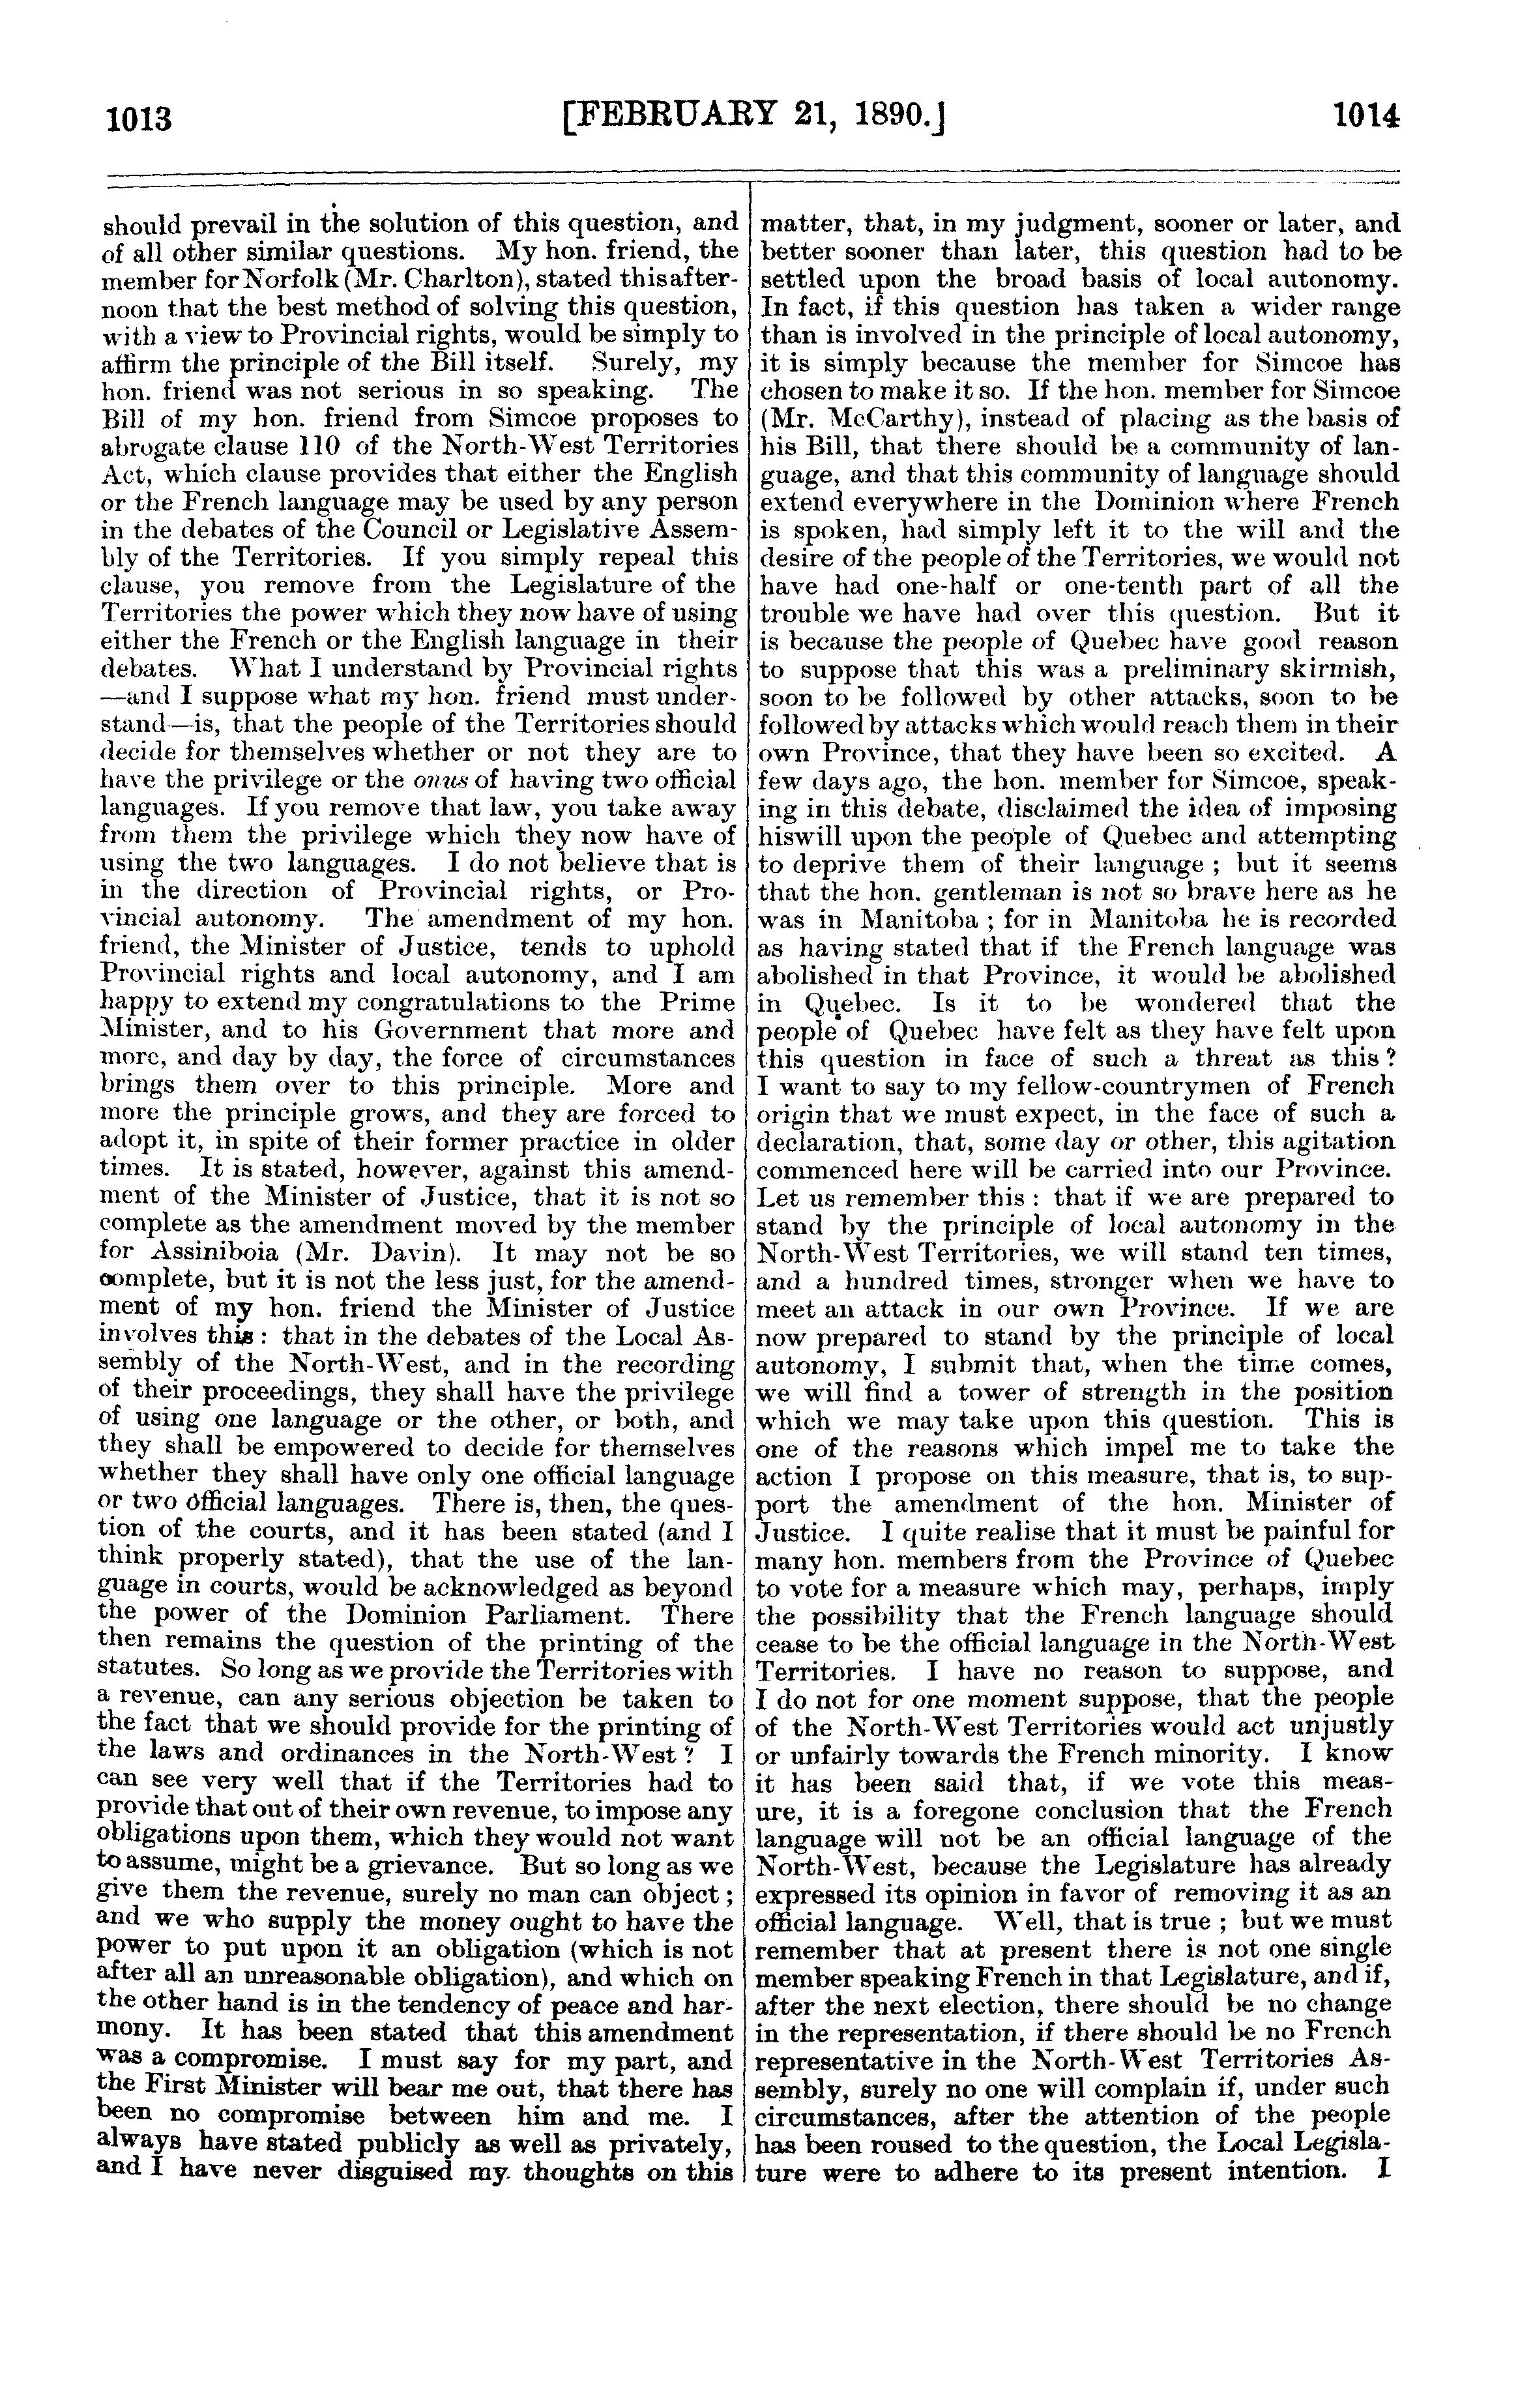 1013
[FEBRUARY 21, 1890.]
1014
should prevail in the solution of this question, and
of all other similar questions. My hon. friend, the
member for Norfolk (Mr. Charlton), stated this after-
noon that the best method of solving this question,
with a view to Provincial rights, would be simply to
affirm the principle of the Bill itself. Surely, my
hon. friend was not serious in so speaking. The
Bill of my hon. friend from Simcoe proposes to
abrogate clause 110 of the North-West Territories
Act, which clause provides that either the English
or the French language may be used by any person
in the debates of the Council or Legislative Assem-
bly of the Territories. If you simply repeal this
clause, you remove from the Legislature of the
Territories the power which they now have of using
either the French or the English language in their
debates. What I understand by Provincial rights
—and I suppose what my hon. friend must under-
stand—is, that the people of the Territories should
decide for themselves whether or not they are to
have the privilege or the onus of having two official
languages. If you remove that law, you take away
from them the privilege which they now have of
using the two languages. I do not believe that is
in the direction of Provincial rights, or Pro-
vincial autonomy. The amendment of my hon.
friend, the Minister of Justice, tends to uphold
Provincial rights and local autonomy, and I am
happy to extend my congratulations to the Prime
Minister, and to his Government that more and
more, and day by day, the force of circumstances
brings them over to this principle. More and
more the principle grows, and they are forced to
adopt it, in spite of their former practice in older
times. It is stated, however, against this amend-
ment of the Minister of Justice, that it is not so
complete as the amendment moved by the member
for Assiniboia (Mr. Davin). It may not be so
complete, but it is not the less just, for the amend-
ment of my hon. friend the Minister of Justice
involves this : that in the debates of the Local As-
sembly of the North-West, and in the recording
of their proceedings, they shall have the privilege
of using one language or the other, or both, and
they shall be empowered to decide for themselves
whether they shall have only one official language
or two official languages. There is, then, the ques-
tion of the courts, and it has been stated (and I
think properly stated), that the use of the lan-
guage in courts, would be acknowledged as beyond
the power of the Dominion Parliament. There
then remains the question of the printing of the
statutes. So long as we provide the Territories with
a revenue, can any serious objection be taken to
the fact that we should provide for the printing of
the laws and ordinances in the North-West ? I
can see very well that if the Territories had to
provide that out of their own revenue, to impose any
obligations upon them, which they would not want
to assume, might be a grievance. But so long as we
give them the revenue, surely no man can object ;
and we who supply the money ought to have the
power to put upon it an obligation (which is not
after all an unreasonable obligation), and which on
the other hand is in the tendency of peace and har-
mony. It has been stated that this amendment
was a compromise. I must say for my part, and
the First Minister will bear me out, that there has
been no compromise between him and me. I
always have stated publicly as well as privately,
and I have never disguised my thoughts on this
matter, that, in my judgment, sooner or later, and
better sooner than later, this question had to be
settled upon the broad basis of local autonomy.
In fact, if this question has taken a wider range
than is involved in the principle of local autonomy,
it is simply because the member for Simcoe has
chosen to make it so. If the hon. member for Simcoe
(Mr. McCarthy), instead of placing as the basis of
his Bill, that there should be a community of lan-
guage, and that this community of language should
extend everywhere in the Dominion where French
is spoken, had simply left it to the will and the
desire of the people of the Territories, we would not
have had one-half or one-tenth part of all the
trouble we have had over this question. But it
is because the people of Quebec have good reason
to suppose that this was a preliminary skirmish,
soon to be followed by other attacks, soon to be
followed by attacks which would reach them in their
own Province, that they have been so excited. A
few days ago, the hon. member for Simcoe, speak-
ing in this debate, disclaimed the idea of imposing
hiswill upon the people of Quebec and attempting
to deprive them of their language ; but it seems
that the hon. gentleman is not so brave here as he
was in Manitoba ; for in Manitoba he is recorded
as having stated that if the French language was
abolished in that Province, it would be abolished
in Quebec. Is it to be wondered that the
people of Quebec have felt as they have felt upon
this question in face of such a threat as this ?
I want to say to my fellow-countrymen of French
origin that we must expect, in the face of such a
declaration, that, some day or other, this agitation
commenced here will be carried into our Province.
Let us remember this : that if we are prepared to
stand by the principle of local autonomy in the
North-West Territories, we will stand ten times,
and a hundred times, stronger when we have to
meet an attack in our own Province. If we are
now prepared to stand by the principle of local
autonomy, I submit that, when the time comes,
we will find a tower of strength in the position
which we may take upon this question. This is
one of the reasons which impel me to take the
action I propose on this measure, that is, to sup-
port the amendment of the hon. Minister of
Justice. I quite realise that it must be painful for
many hon. members from the Province of Quebec
to vote for a measure which may, perhaps, imply
the possibility that the French language should
cease to be the official language in the North-West
Territories. I have no reason to suppose, and
I do not for one moment suppose, that the people
of the North-West Territories would act unjustly
or unfairly towards the French minority. I know
it has been said that, if we vote this meas-
ure, it is a foregone conclusion that the French
language will not be an official language of the
North-West, because the Legislature has already
expressed its opinion in favor of removing it as an
official language. Well, that is true ; but we must
remember that at present there is not one single
member speaking French in that Legislature, and if,
after the next election, there should be no change
in the representation, if there should be no French
representative in the North-West Territories As-
sembly, surely no one will complain if, under such
circumstances, after the attention of the people
has been roused to the question, the Local Legisla-
ture were to adhere to its present intention. I